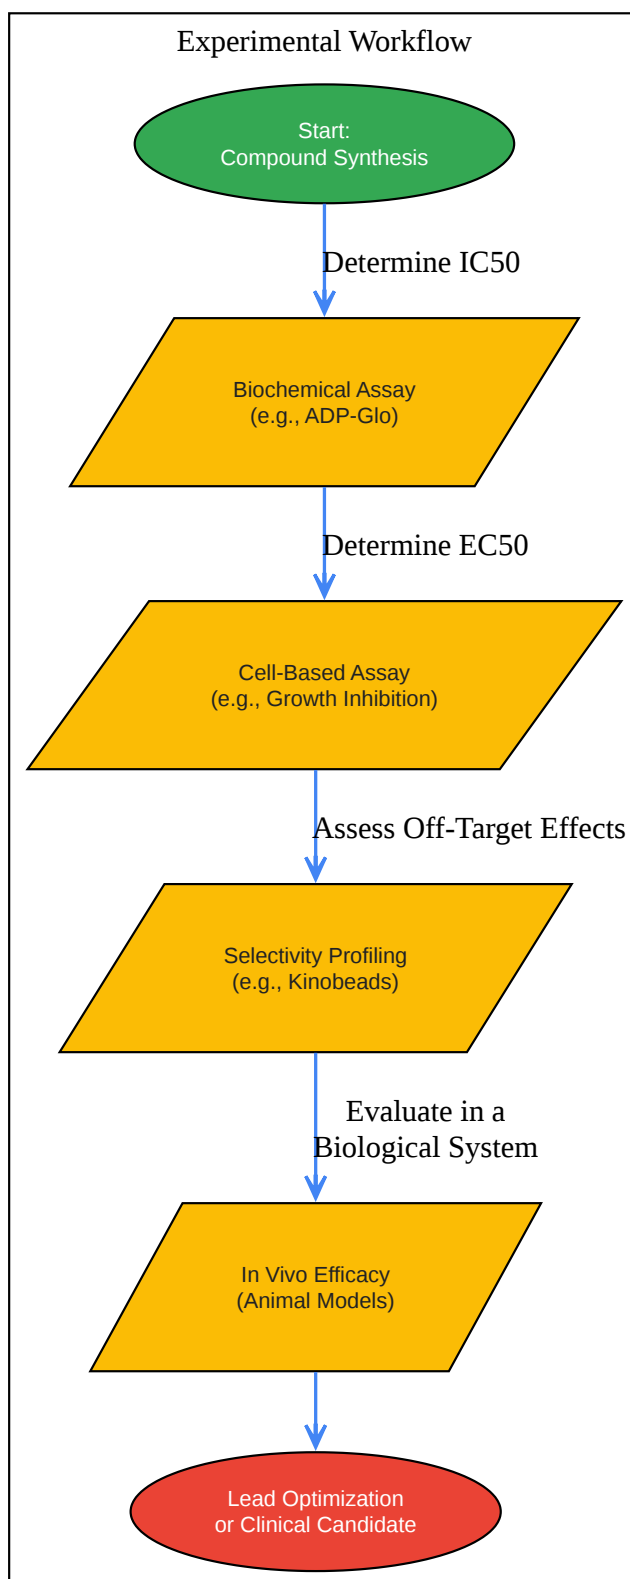 Experimental Workflow
Start:
Compound Synthesis
Determine IC50
Biochemical Assay
(e.g., ADP-Glo)
Determine EC50
Cell-Based Assay
(e.g., Growth Inhibition)
Assess Off-Target Effects
Selectivity Profiling
(e.g., Kinobeads)
Evaluate in a
Biological System
In Vivo Efficacy
(Animal Models)
Lead Optimization
or Clinical Candidate